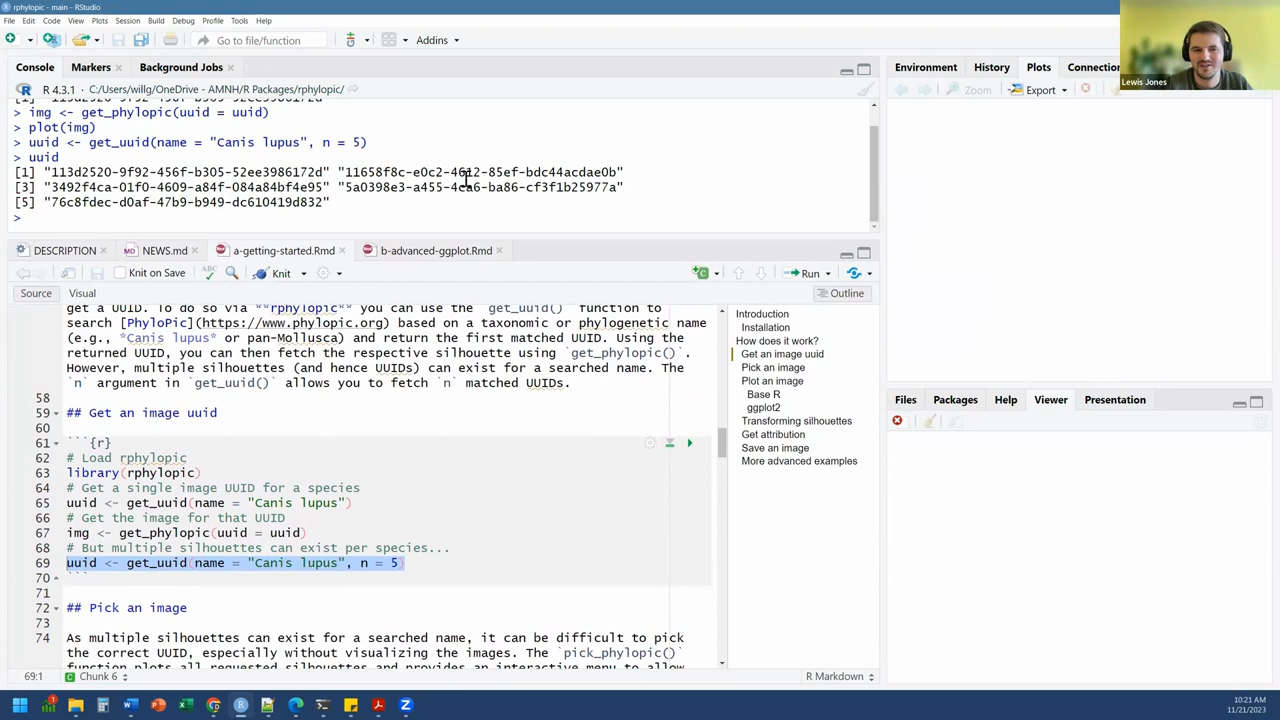 rphylopic - main - RStudio
File Edit Code View Plots Session Build Debug Profile Tools Help
Go to file/function Addins
Console Markers Background Jobs
R 4.3.1 · C:/Users/willg/OneDrive - AMNH/R Packages/rphylopic/
[1] "113d2520-9f92-456f-b305-52ee3986172d"
> img <- get_phylopic(uuid = uuid)
> plot(img)
> uuid <- get_uuid(name = "Canis lupus", n = 5)
> uuid
[1] "113d2520-9f92-456f-b305-52ee3986172d" "11658f8c-e0c2-4612-85ef-bdc44acdae0b"
[3] "3492f4ca-01f0-4609-a84f-084a84bf4e95" "5a0398e3-a455-4ca6-ba86-cf3f1b25977a"
[5] "76c8fdec-d0af-47b9-b949-dc610419d832"
>
DESCRIPTION NEWS.md a-getting-started.Rmd b-advanced-ggplot.Rmd
Knit on Save ABC Knit Run
Source Visual Outline
get a UUID. To do so via **rphylopic** you can use the `get_uuid()` function to
search [PhyloPic](https://www.phylopic.org) based on a taxonomic or phylogenetic name
(e.g., *Canis lupus* or pan-Mollusca) and return the first matched UUID. Using the
returned UUID, you can then fetch the respective silhouette using `get_phylopic()`.
However, multiple silhouettes (and hence UUIDs) can exist for a searched name. The
`n` argument in `get_uuid()` allows you to fetch `n` matched UUIDs.
58
59 ## Get an image uuid
60
61 ```{r}
62 # Load rphylopic
63 library(rphylopic)
64 # Get a single image UUID for a species
65 uuid <- get_uuid(name = "Canis lupus")
66 # Get the image for that UUID
67 img <- get_phylopic(uuid = uuid)
68 # But multiple silhouettes can exist per species...
69 uuid <- get_uuid(name = "Canis lupus", n = 5)
70 ```
71
72 ## Pick an image
73
74 As multiple silhouettes can exist for a searched name, it can be difficult to pick
the correct UUID, especially without visualizing the images. The `pick_phylopic()`
function plots all requested silhouettes and provides an interactive menu to allow
69:1 Chunk 6 R Markdown
Introduction
Installation
How does it work?
Get an image uuid
Pick an image
Plot an image
Base R
ggplot2
Transforming silhouettes
Get attribution
Save an image
More advanced examples
Environment History Plots Connection
Zoom Export
Files Packages Help Viewer Presentation
Lewis Jones
10:21 AM
11/21/2023